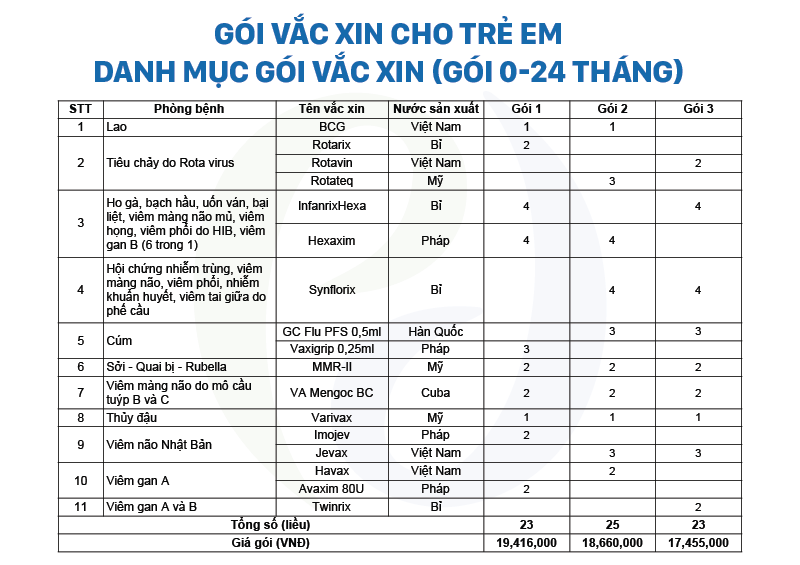 GÓI VẮC XIN CHO TRẺ EM
DANH MỤC GÓI VẮC XIN (GÓI 0-24 THÁNG)
STT Phòng bệnh Tên vắc xin Nước sản xuất Gói 1 Gói 2 Gói 3
1 Lao BCG Việt Nam 1 1
2 Tiêu chảy do Rota virus
Rotarix Bỉ 2
Rotavin Việt Nam 2
Rotateq Mỹ 3
3
Ho gà, bạch hầu, uốn ván, bại
liệt, viêm màng não mủ, viêm
họng, viêm phổi do HIB, viêm
gan B (6 trong 1)
InfanrixHexa Bỉ 4 4
Hexaxim Pháp 4 4
4
Hội chứng nhiễm trùng, viêm
màng não, viêm phổi, nhiễm
khuẩn huyết, viêm tai giữa do
phế cầu
Synflorix Bỉ 4 4
5 Cúm
GC Flu PFS 0,5ml Hàn Quốc 3 3
Vaxigrip 0,25ml Pháp 3
6 Sởi - Quai bị - Rubella MMR-II Mỹ 2 2 2
7
Viêm màng não do mô cầu
tuýp B và C
VA Mengoc BC Cuba 2 2 2
8 Thủy đậu Varivax Mỹ 1 1 1
9 Viêm não Nhật Bản
Imojev Pháp 2
Jevax Việt Nam 3 3
10 Viêm gan A
Havax Việt Nam 2
Avaxim 80U Pháp 2
11 Viêm gan A và B Twinrix Bỉ 2
Tổng số (liều) 23 25 23
Giá gói (VNĐ) 19,416,000 18,660,000 17,455,000